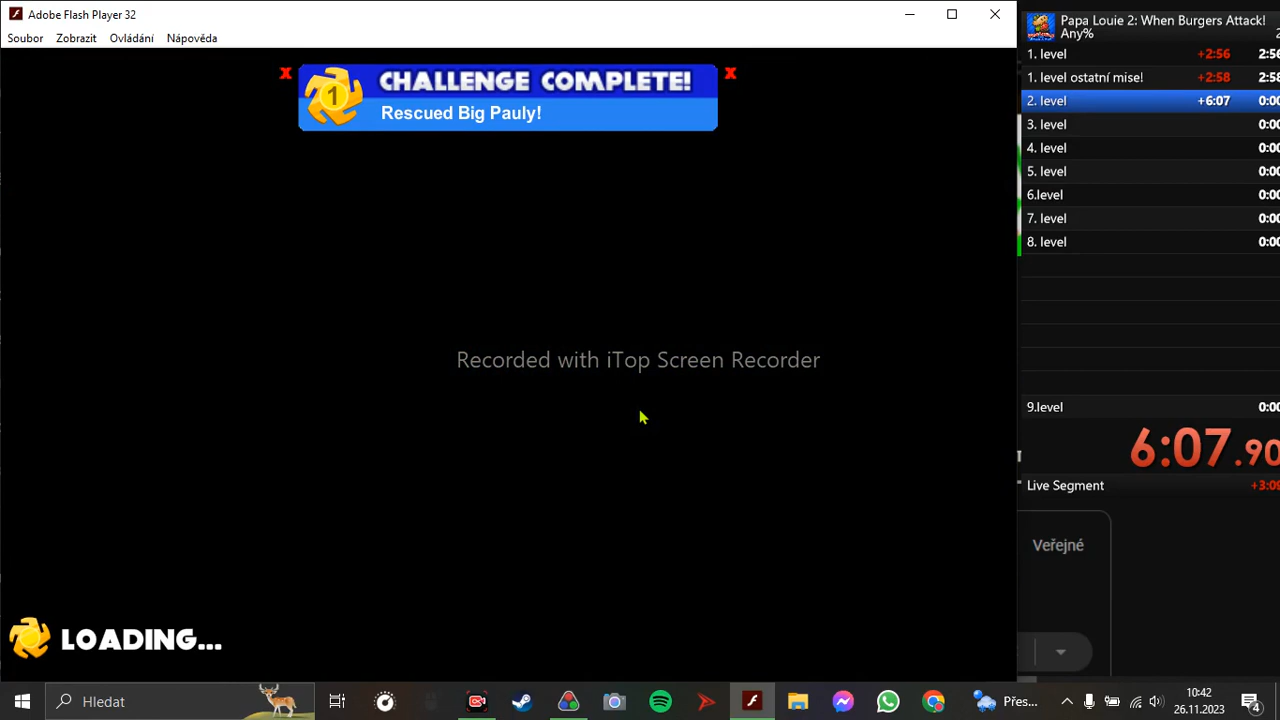 Adobe Flash Player 32
Soubor Zobrazit Ovládání Nápověda
x CHALLENGE COMPLETE! x
1 Rescued Big Pauly!
Recorded with iTop Screen Recorder
LOADING...
Papa Louie 2: When Burgers Attack!
Any%
1. level +2:56 2:56
1. level ostatní mise! +2:58 2:58
2. level +6:07 0:00
3. level 0:00
4. level 0:00
5. level 0:00
6.level 0:00
7. level 0:00
8. level 0:00
9.level 0:00
6:07.90
Live Segment +3:09
Veřejné
Hledat
Přes...
10:42
26.11.2023
4